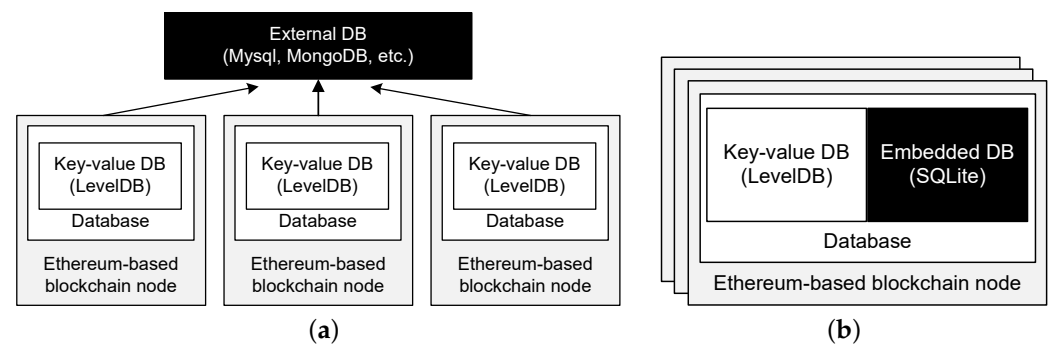 External DB
(Mysql, MongoDB, etc.)
Key-value DB
(LevelDB)
Database
Ethereum-based
blockchain node
Key-value DB
(LevelDB)
Database
Ethereum-based
blockchain node
Key-value DB
(LevelDB)
Database
Ethereum-based
blockchain node
(a)
Key-value DB
(LevelDB)
Embedded DB
(SQLite)
Database
Ethereum-based blockchain node
(b)